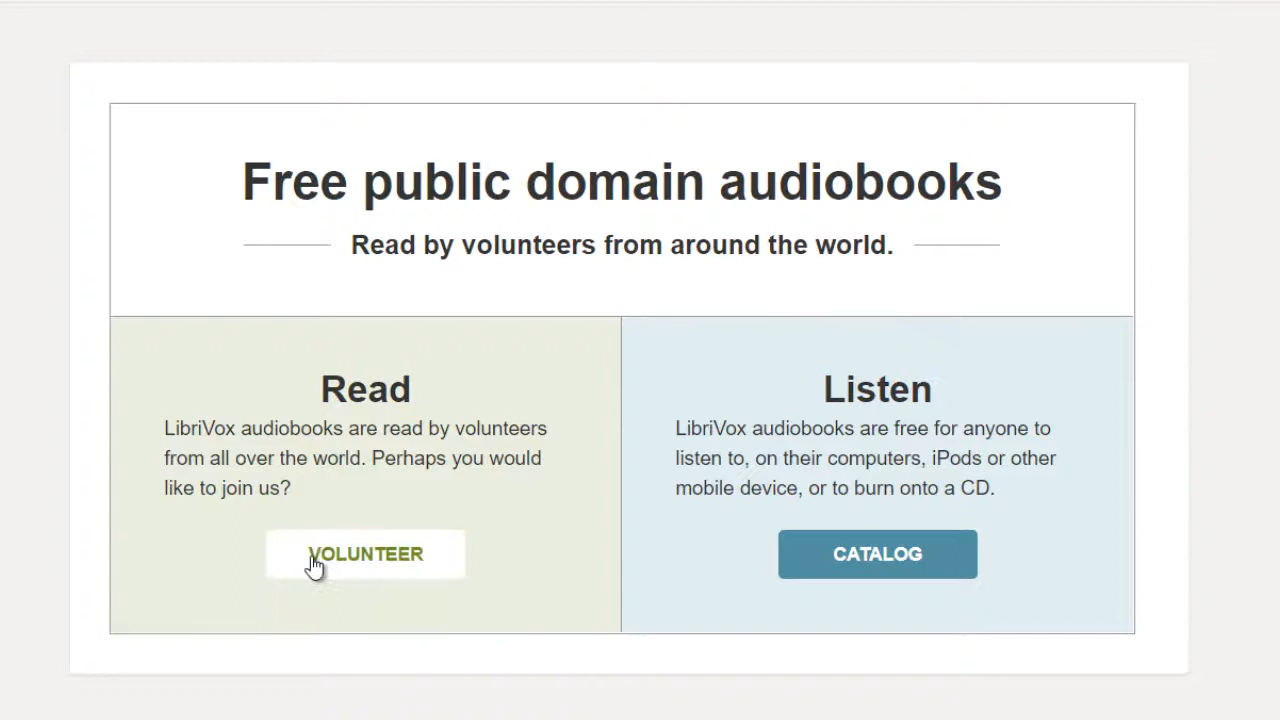 Free public domain audiobooks
Read by volunteers from around the world.
Read
LibriVox audiobooks are read by volunteers
from all over the world. Perhaps you would
like to join us?
VOLUNTEER
Listen
LibriVox audiobooks are free for anyone to
listen to, on their computers, iPods or other
mobile device, or to burn onto a CD.
CATALOG